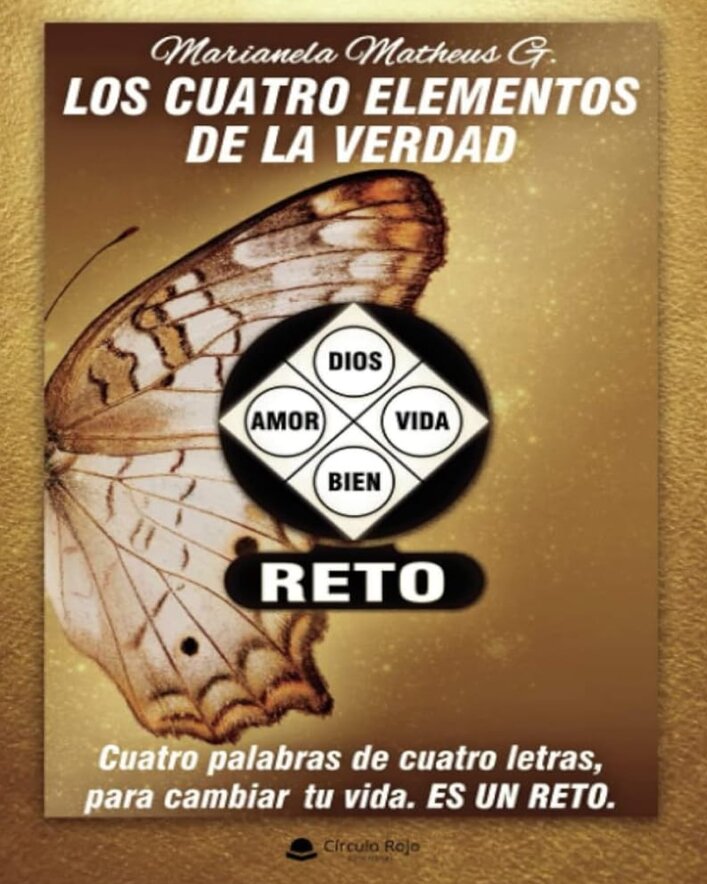 Marianela Matheus G.
LOS CUATRO ELEMENTOS
DE LA VERDAD
DIOS
AMOR
VIDA
BIEN
RETO
Cuatro palabras de cuatro letras,
para cambiar tu vida. ES UN RETO.
Círculo Rojo